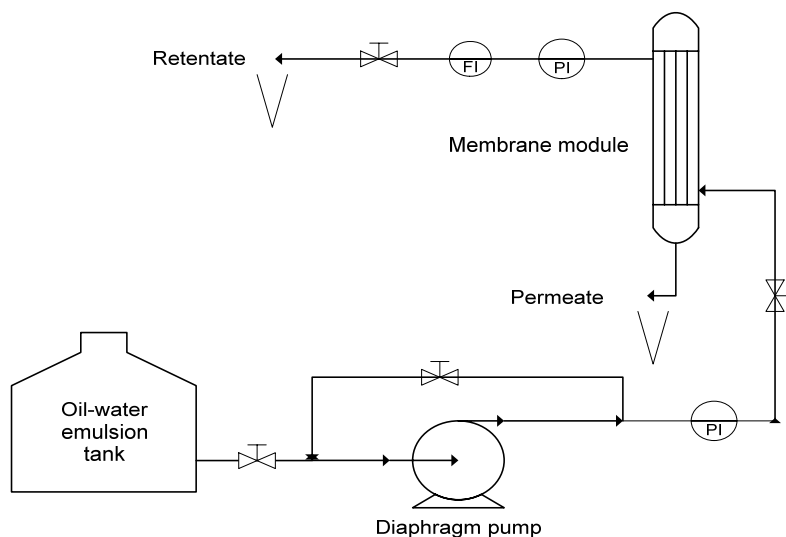 Retentate
FI
PI
Membrane module
Permeate
Oil-water
emulsion
tank
PI
Diaphragm pump